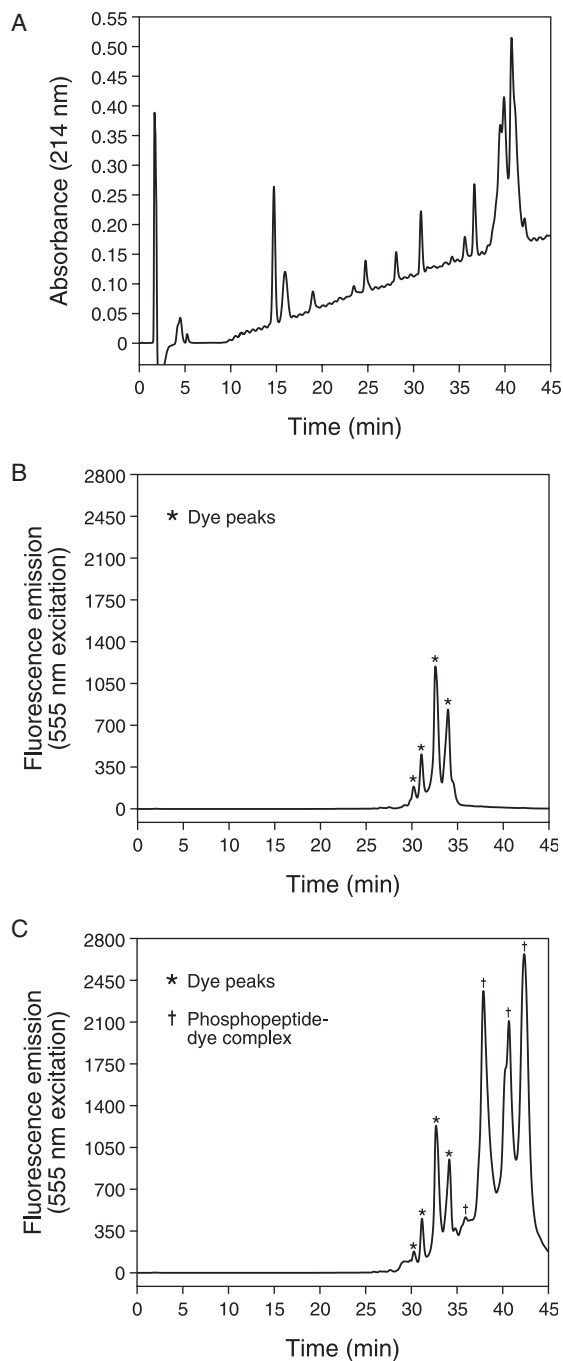 A
Absorbance (214 nm)
0.55
0.50
0.45
0.40
0.35
0.30
0.25
0.20
0.15
0.10
0.05
0
0 5 10 15 20 25 30 35 40 45
Time (min)
B
Fluorescence emission
(555 nm excitation)
2800
2450
2100
1750
1400
1050
700
350
0
* Dye peaks
*
*
*
*
0 5 10 15 20 25 30 35 40 45
Time (min)
C
Fluorescence emission
(555 nm excitation)
2800
2450
2100
1750
1400
1050
700
350
0
* Dye peaks
† Phosphopeptide-
dye complex
*
*
*
*
†
†
†
†
0 5 10 15 20 25 30 35 40 45
Time (min)